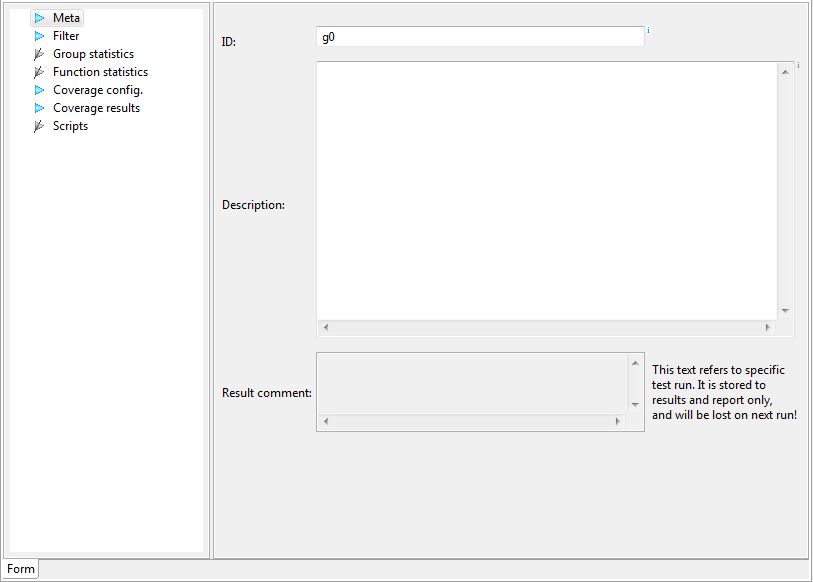 Meta
Filter
Group statistics
Function statistics
Coverage config.
Coverage results
Scripts
ID:
g0
i
i
Description:
Result comment:
This text refers to specific
test run. It is stored to
results and report only,
and will be lost on next run!
Form